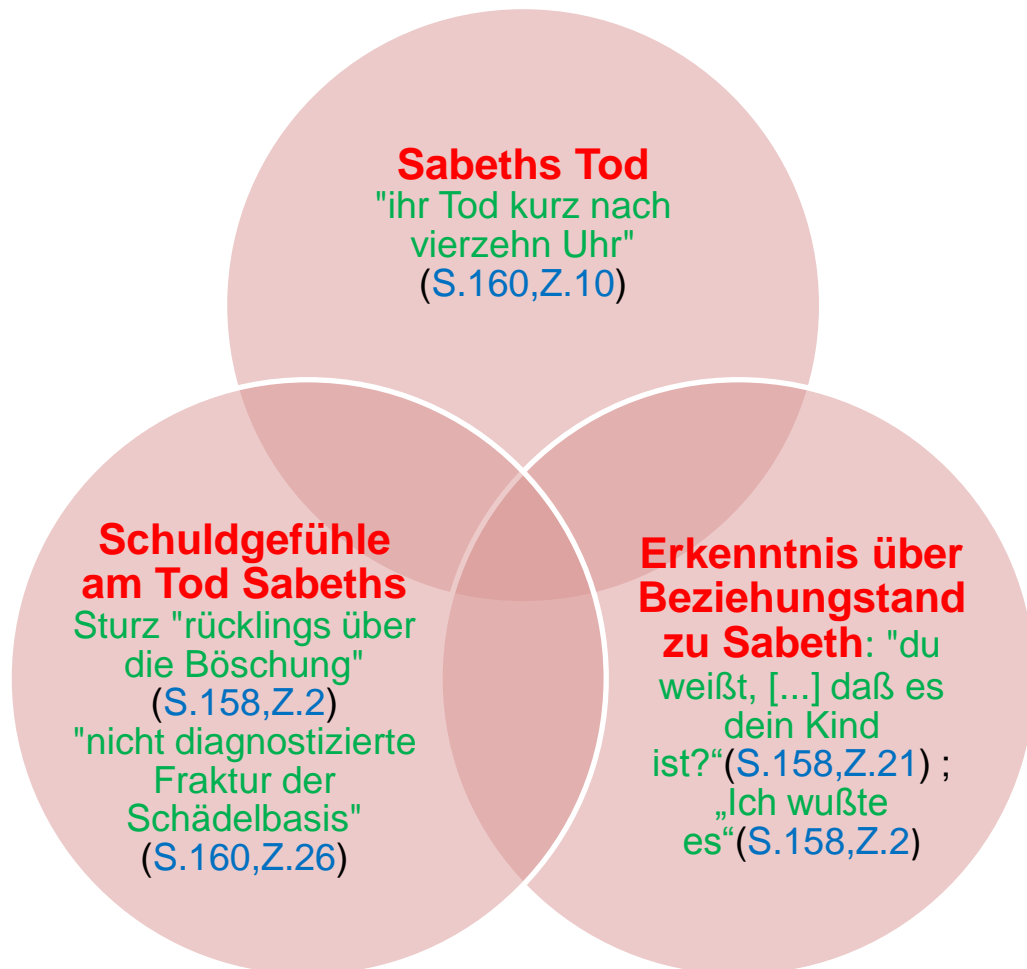 Sabeths Tod
"ihr Tod kurz nach
vierzehn Uhr"
(S.160,Z.10)
Schuldgefühle
am Tod Sabeths
Sturz "rücklings über
die Böschung"
(S.158,Z.2)
"nicht diagnostizierte
Fraktur der
Schädelbasis"
(S.160,Z.26)
Erkenntnis über
Beziehungstand
zu Sabeth: "du
weißt, [...] daß es
dein Kind
ist?“(S.158,Z.21) ;
„Ich wußte
es“(S.158,Z.2)